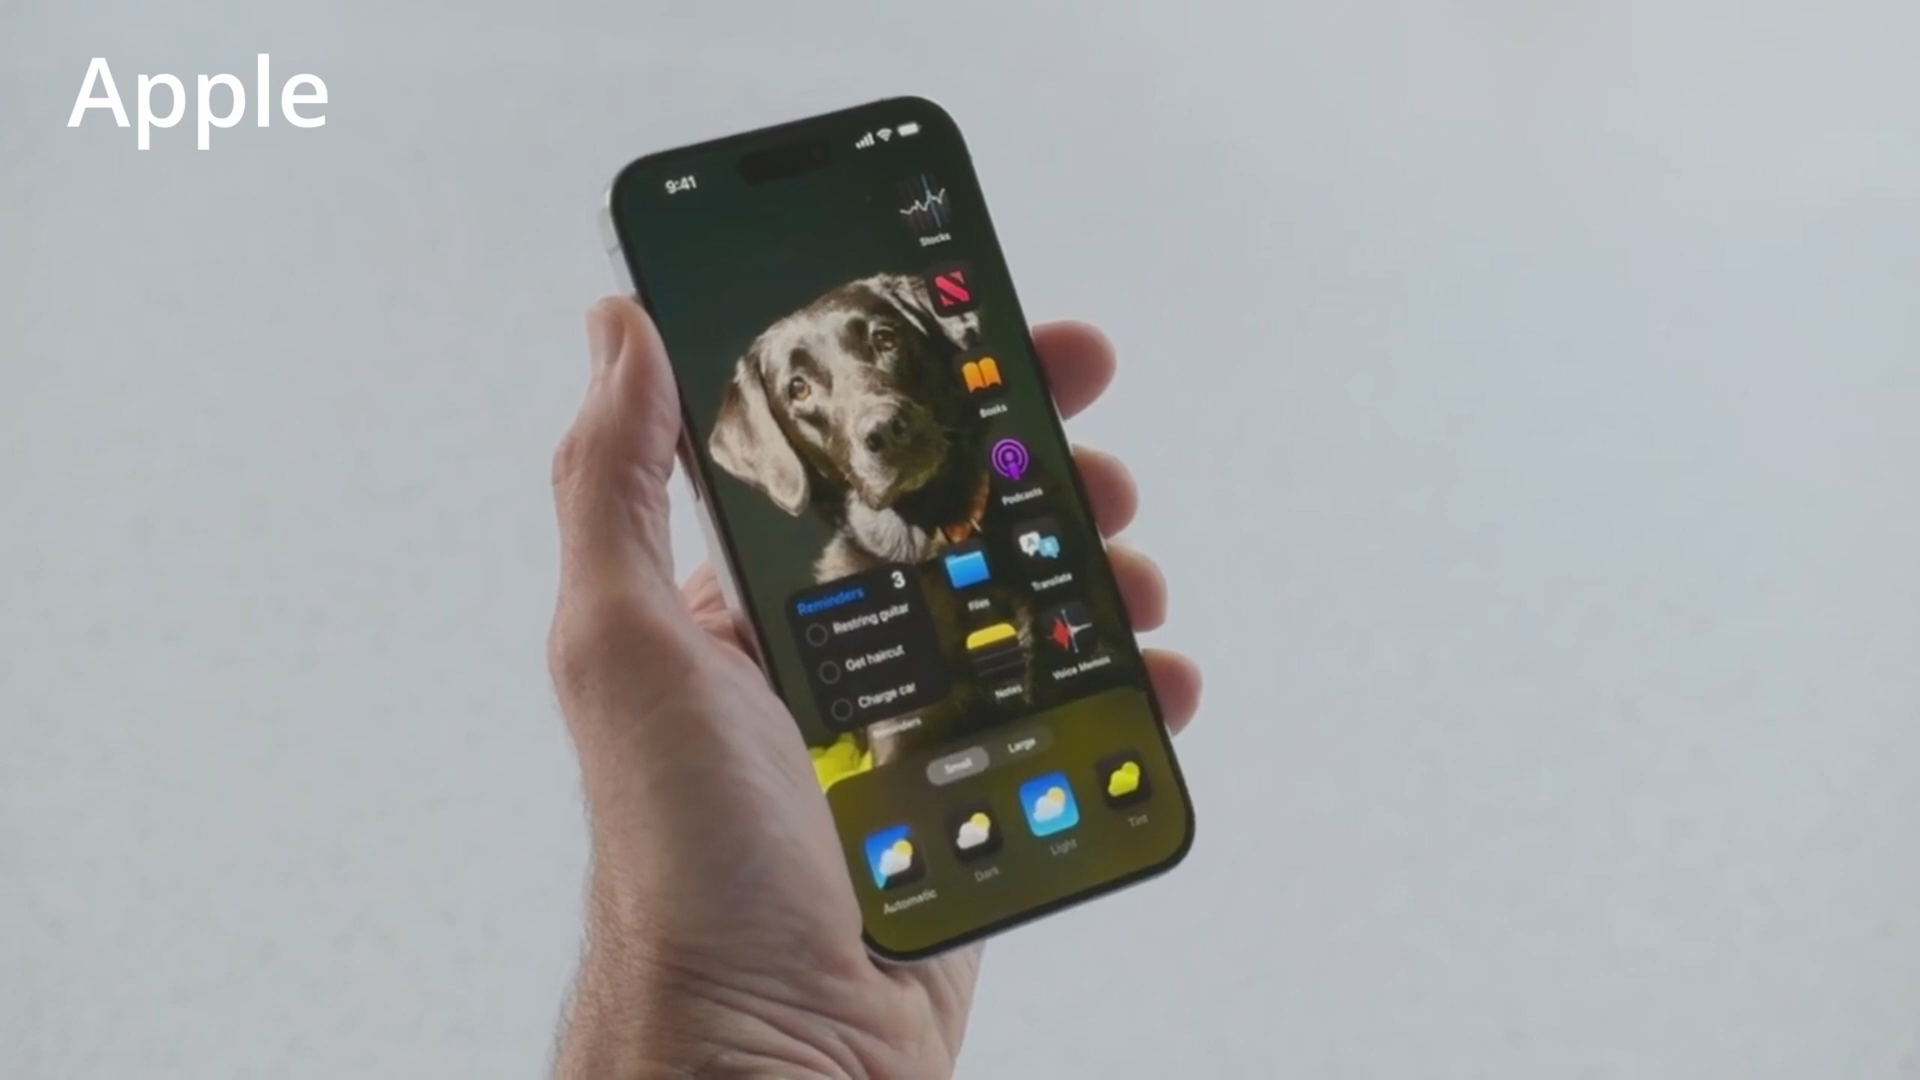 Apple
9:41
Stocks
Books
Podcasts
Translate
Files
Reminders 3
Restring guitar
Get haircut
Charge car
Reminders
Notes
Voice Memos
Small
Large
Automatic
Dark
Light
Tint